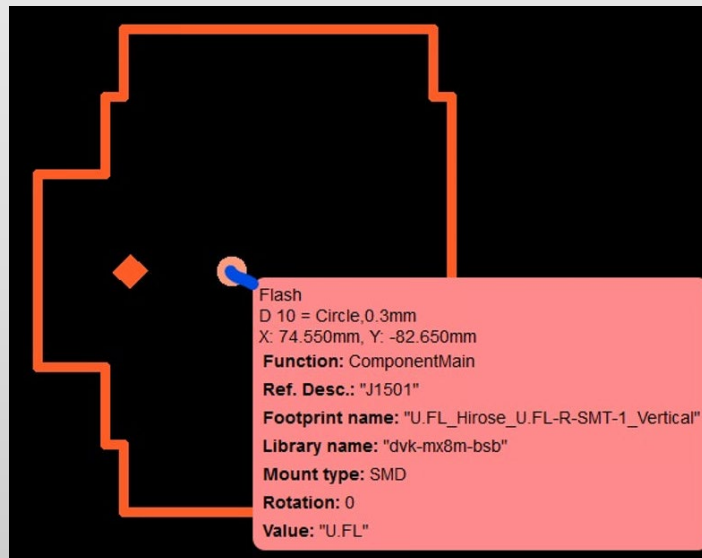 Flash
D 10 = Circle,0.3mm
X: 74.550mm, Y: -82.650mm
Function: ComponentMain
Ref. Desc.: "J1501"
Footprint name: "U.FL_Hirose_U.FL-R-SMT-1_Vertical"
Library name: "dvk-mx8m-bsb"
Mount type: SMD
Rotation: 0
Value: "U.FL"